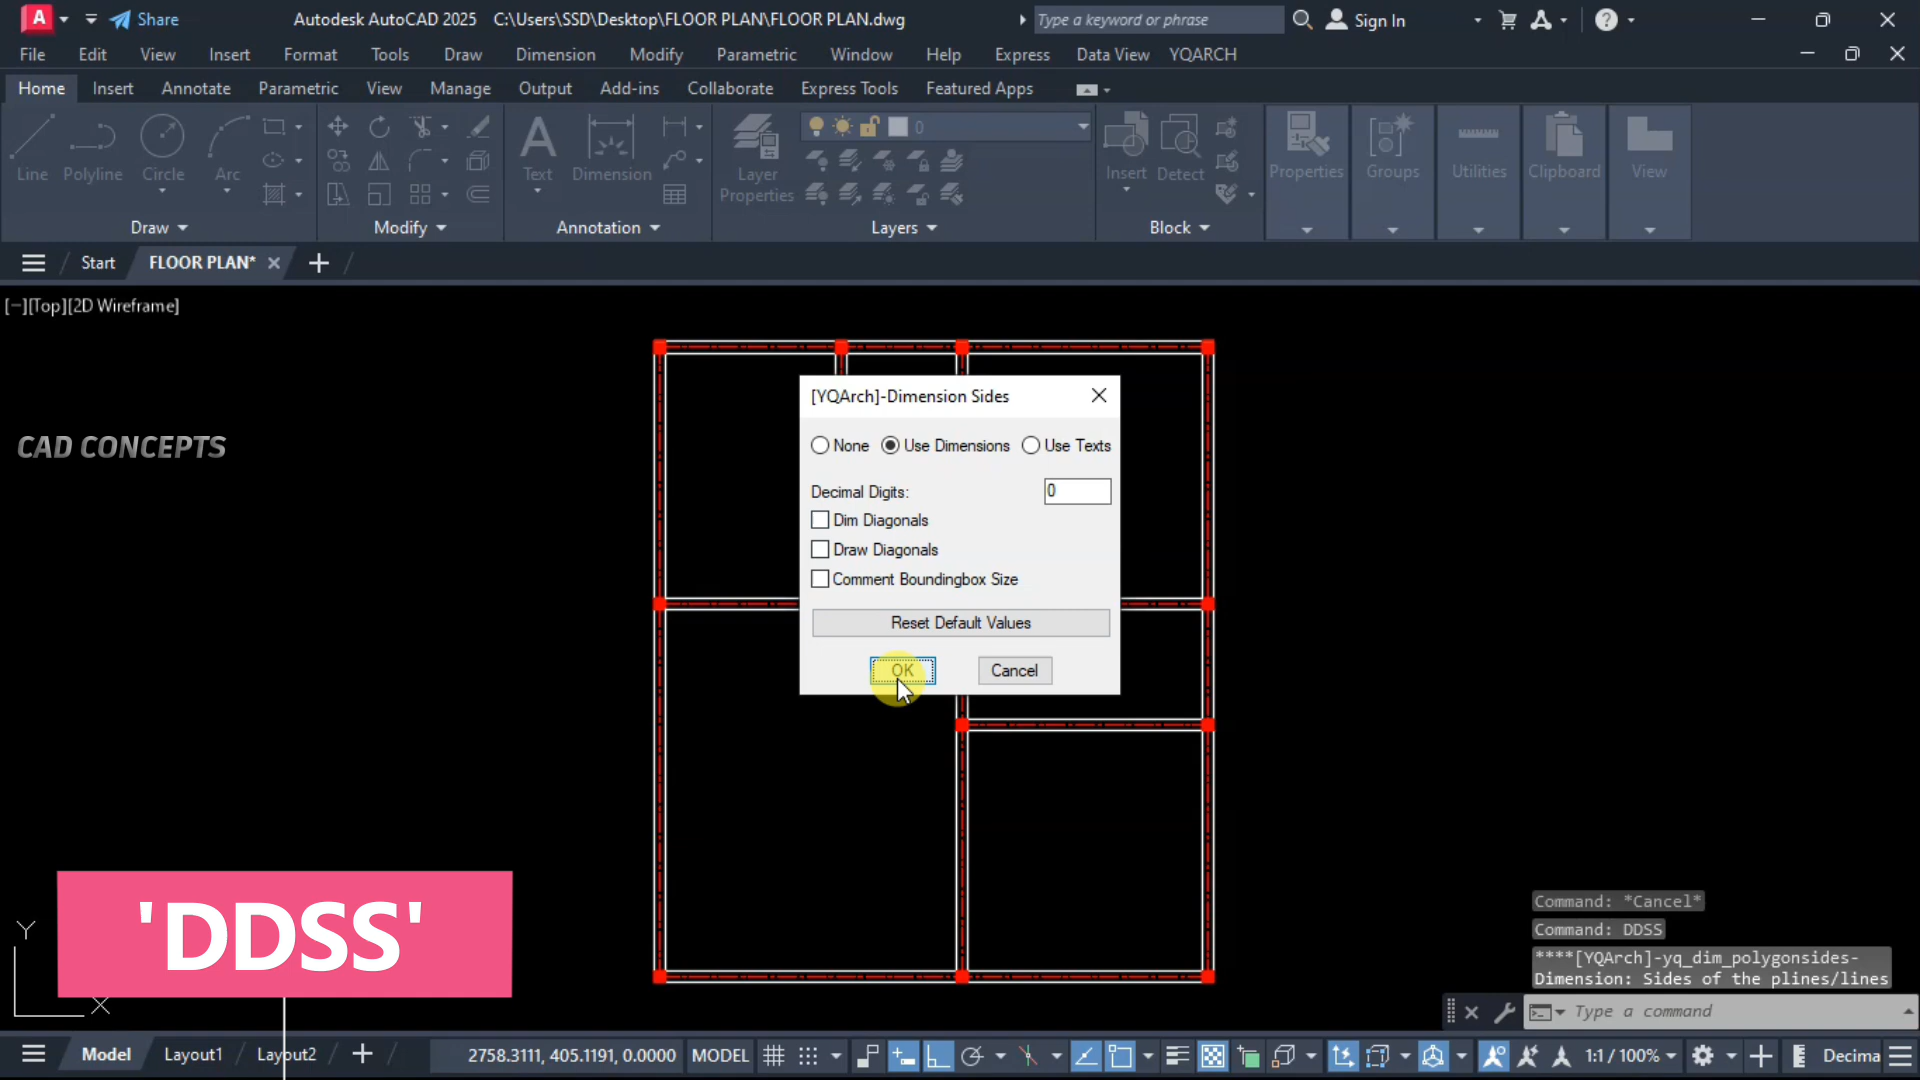 A Share Autodesk AutoCAD 2025 C:\Users\SSD\Desktop\FLOOR PLAN\FLOOR PLAN.dwg Type a keyword or phrase Sign In
File Edit View Insert Format Tools Draw Dimension Modify Parametric Window Help Express Data View YQARCH
Home Insert Annotate Parametric View Manage Output Add-ins Collaborate Express Tools Featured Apps
0
Line Polyline Circle Arc Text Dimension Layer Properties Insert Detect Properties Groups Utilities Clipboard View
Draw Modify Annotation Layers Block
Start FLOOR PLAN*
[−][Top][2D Wireframe]
[YQArch]-Dimension Sides
None Use Dimensions Use Texts
CAD CONCEPTS
Decimal Digits: 0
Dim Diagonals
Draw Diagonals
Comment Boundingbox Size
Reset Default Values
OK Cancel
'DDSS'
Y
X
Command: *Cancel*
Command: DDSS
****[YQArch]-yq_dim_polygonsides-
Dimension: Sides of the plines/lines
Type a command
Model Layout1 Layout2 2758.3111, 405.1191, 0.0000 MODEL 1:1 / 100% Decima